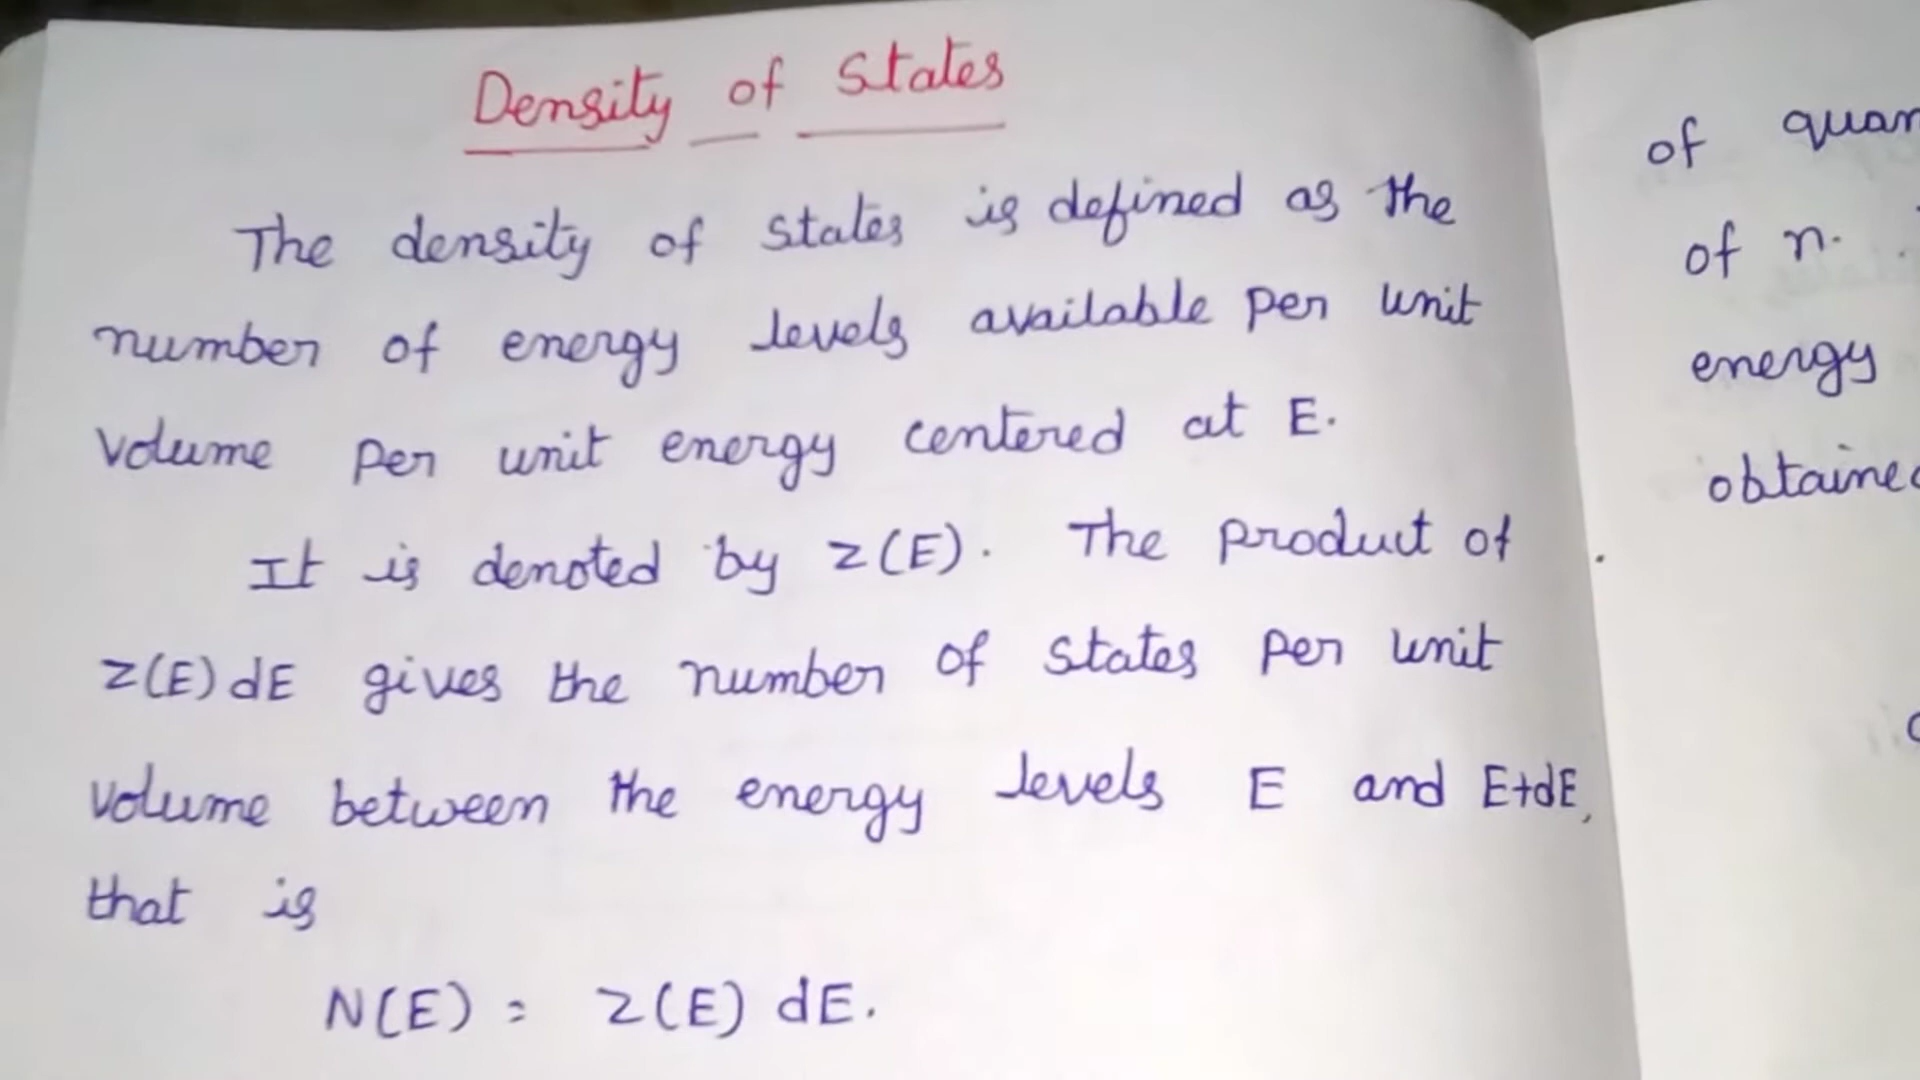 Density of States
The density of states is defined as the
number of energy levels available per unit
volume per unit energy centered at E.
It is denoted by Z(E). The product of
Z(E) dE gives the number of states per unit
volume between the energy levels E and E+dE,
that is
N(E) = Z(E) dE.
of
of n.
energy